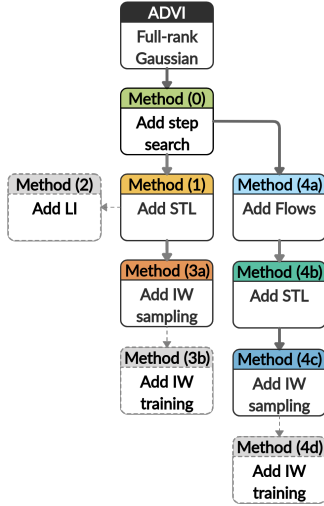 ADVI
Full-rank
Gaussian
Method (0)
Add step
search
Method (2)
Add LI
Method (1)
Add STL
Method (4a)
Add Flows
Method (3a)
Add IW
sampling
Method (4b)
Add STL
Method (3b)
Add IW
training
Method (4c)
Add IW
sampling
Method (4d)
Add IW
training